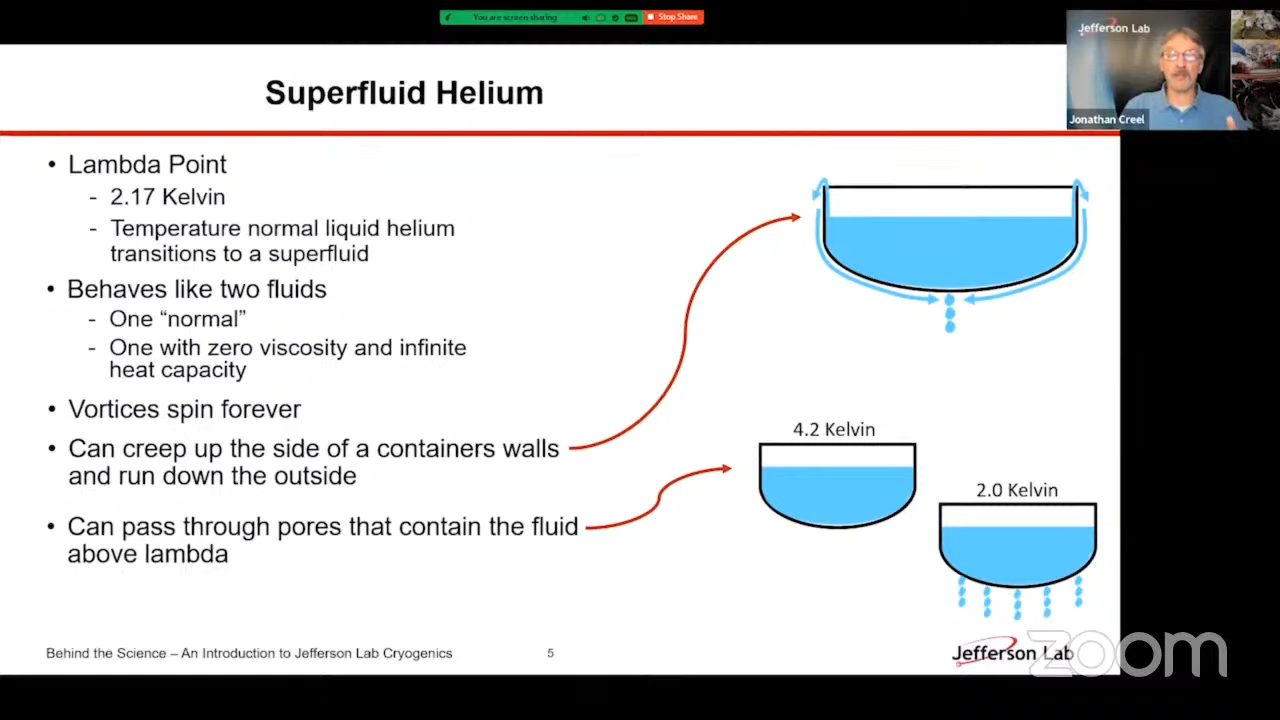 You are screen sharing
Stop Share
Jefferson Lab
Jonathan Creel
Superfluid Helium
• Lambda Point
- 2.17 Kelvin
- Temperature normal liquid helium
transitions to a superfluid
• Behaves like two fluids
- One “normal”
- One with zero viscosity and infinite
heat capacity
• Vortices spin forever
• Can creep up the side of a containers walls
and run down the outside
• Can pass through pores that contain the fluid
above lambda
4.2 Kelvin
2.0 Kelvin
Behind the Science – An Introduction to Jefferson Lab Cryogenics
5
Jefferson Lab
zoom